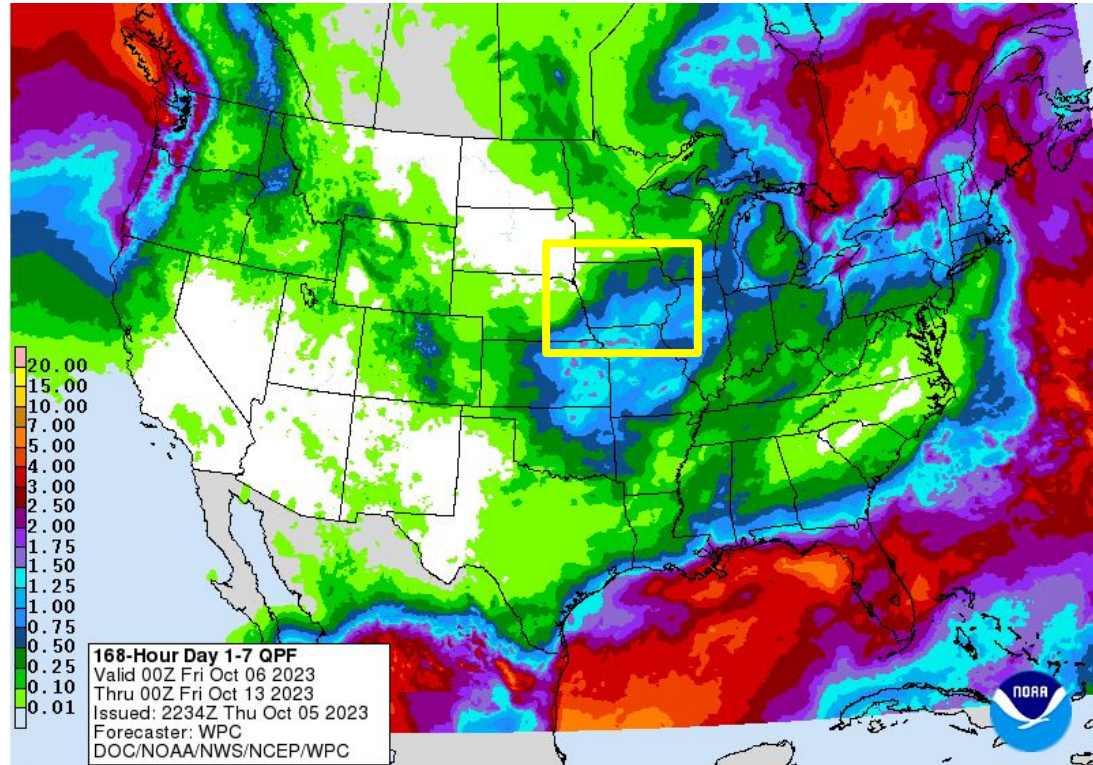 20.00
15.00
10.00
7.00
5.00
4.00
3.00
2.50
2.00
1.75
1.50
1.25
1.00
0.75
0.50
0.25
0.10
0.01
168-Hour Day 1-7 QPF
Valid 00Z Fri Oct 06 2023
Thru 00Z Fri Oct 13 2023
Issued: 2234Z Thu Oct 05 2023
Forecaster: WPC
DOC/NOAA/NWS/NCEP/WPC
NOAA